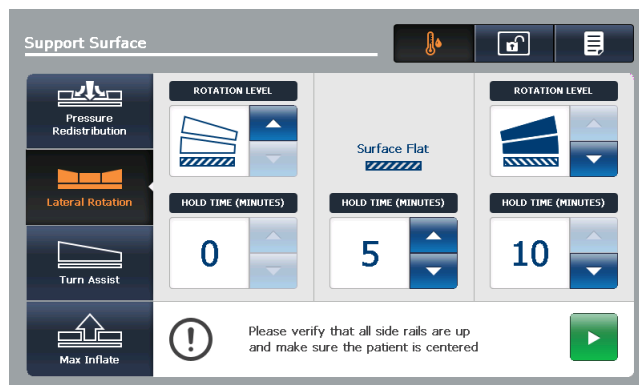 Support Surface
Pressure
Redistribution
Lateral Rotation
Turn Assist
Max Inflate
ROTATION LEVEL
HOLD TIME (MINUTES)
0
Surface Flat
HOLD TIME (MINUTES)
5
ROTATION LEVEL
HOLD TIME (MINUTES)
10
Please verify that all side rails are up
and make sure the patient is centered